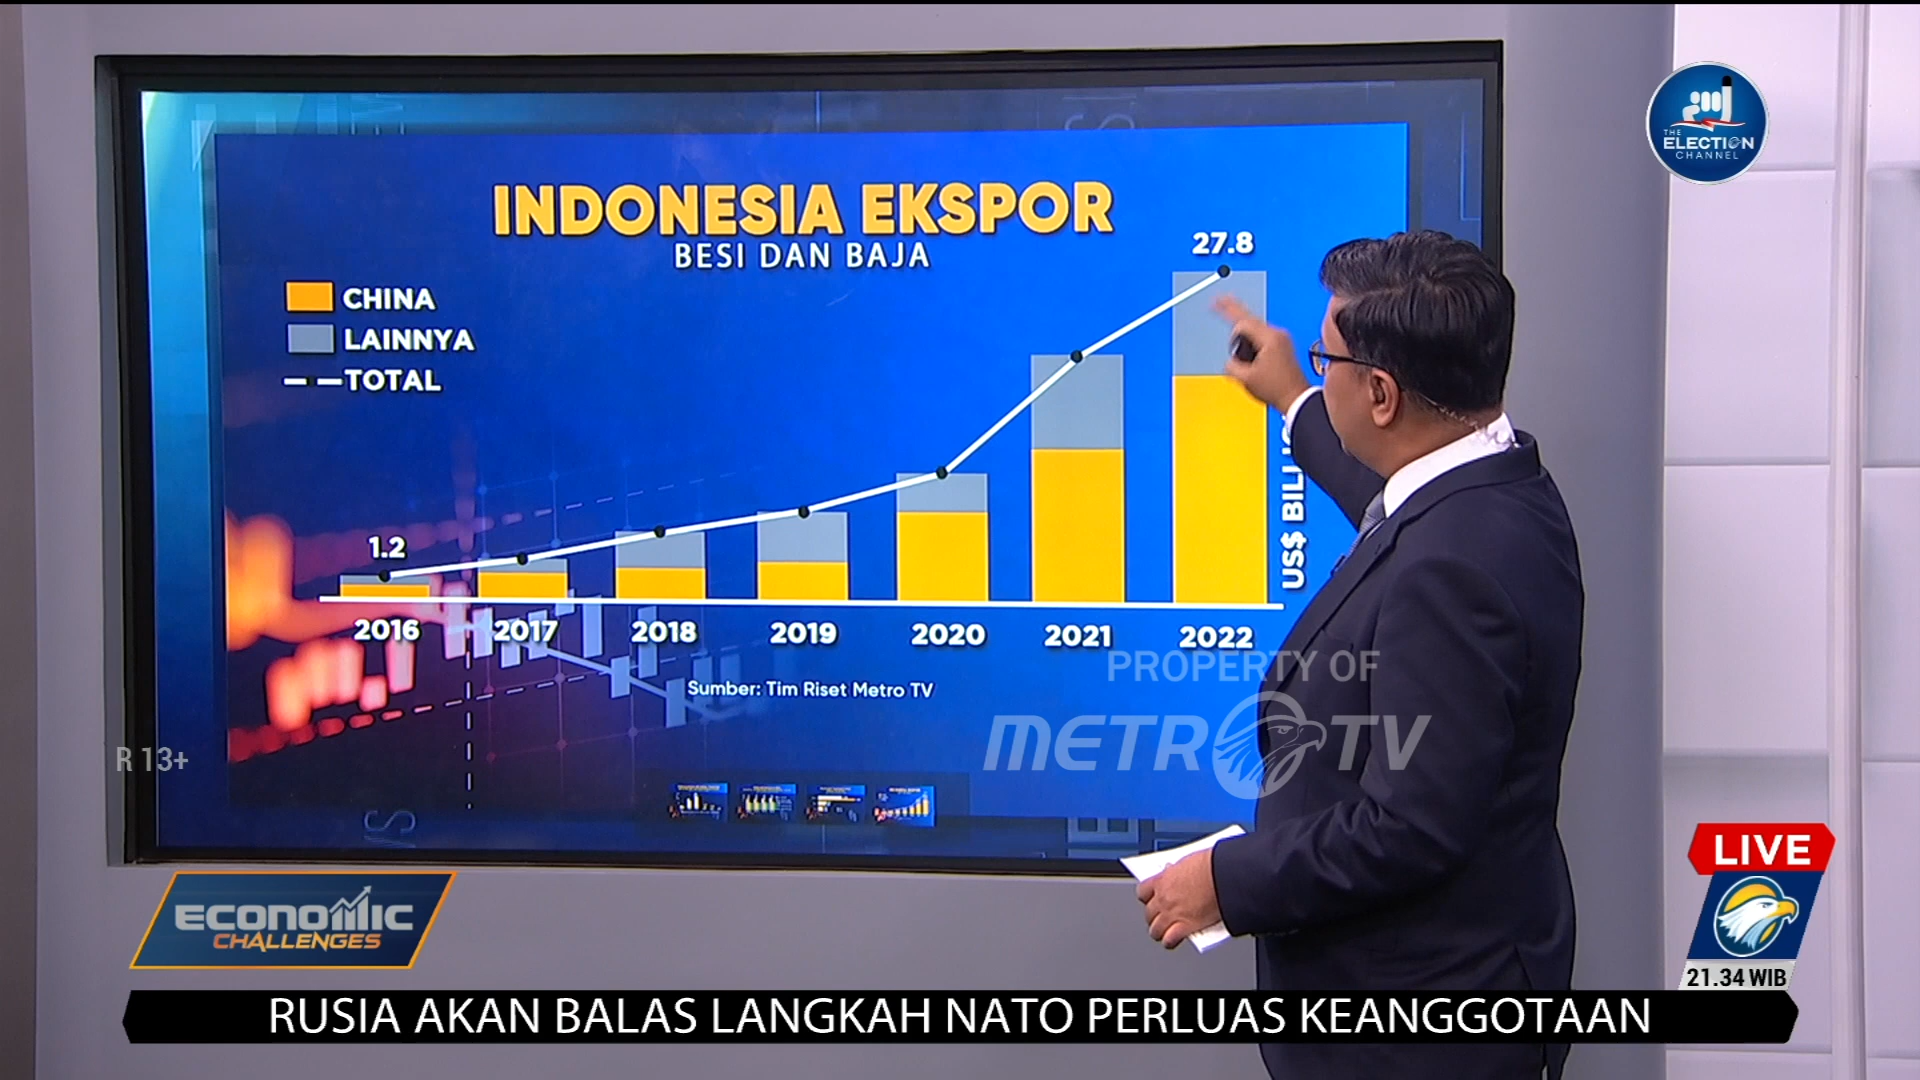 THE
ELECTION
CHANNEL
INDONESIA EKSPOR
BESI DAN BAJA
27.8
CHINA
LAINNYA
TOTAL
1.2
US$
2016 2017 2018 2019 2020 2021 2022
Sumber: Tim Riset Metro TV
PROPERTY OF
METRO TV
R 13+
LIVE
ECONOMIC
CHALLENGES
21.34 WIB
RUSIA AKAN BALAS LANGKAH NATO PERLUAS KEANGGOTAAN